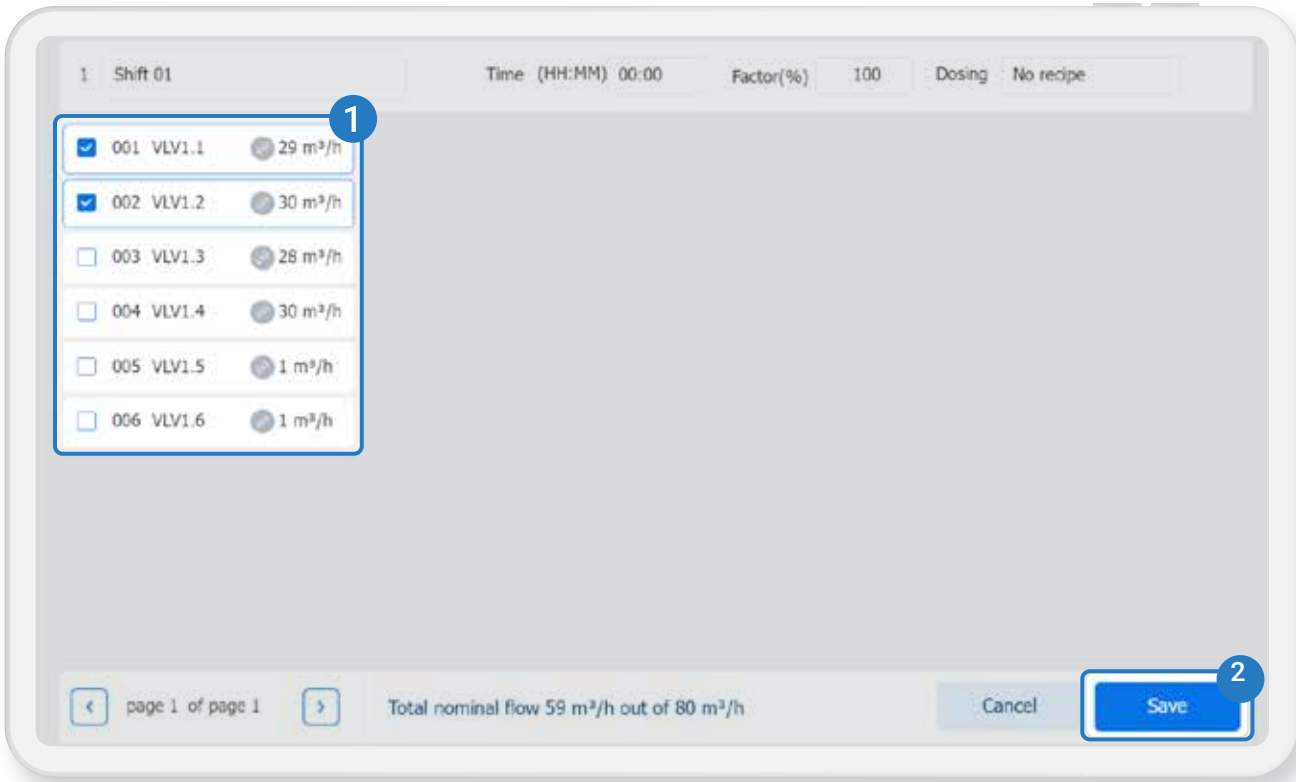 1 Shift 01 Time (HH:MM) 00:00 Factor(%) 100 Dosing No recipe
1
001 VLV1.1 29 m³/h
002 VLV1.2 30 m³/h
003 VLV1.3 28 m³/h
004 VLV1.4 30 m³/h
005 VLV1.5 1 m³/h
006 VLV1.6 1 m³/h
2
page 1 of page 1 Total nominal flow 59 m³/h out of 80 m³/h Cancel Save